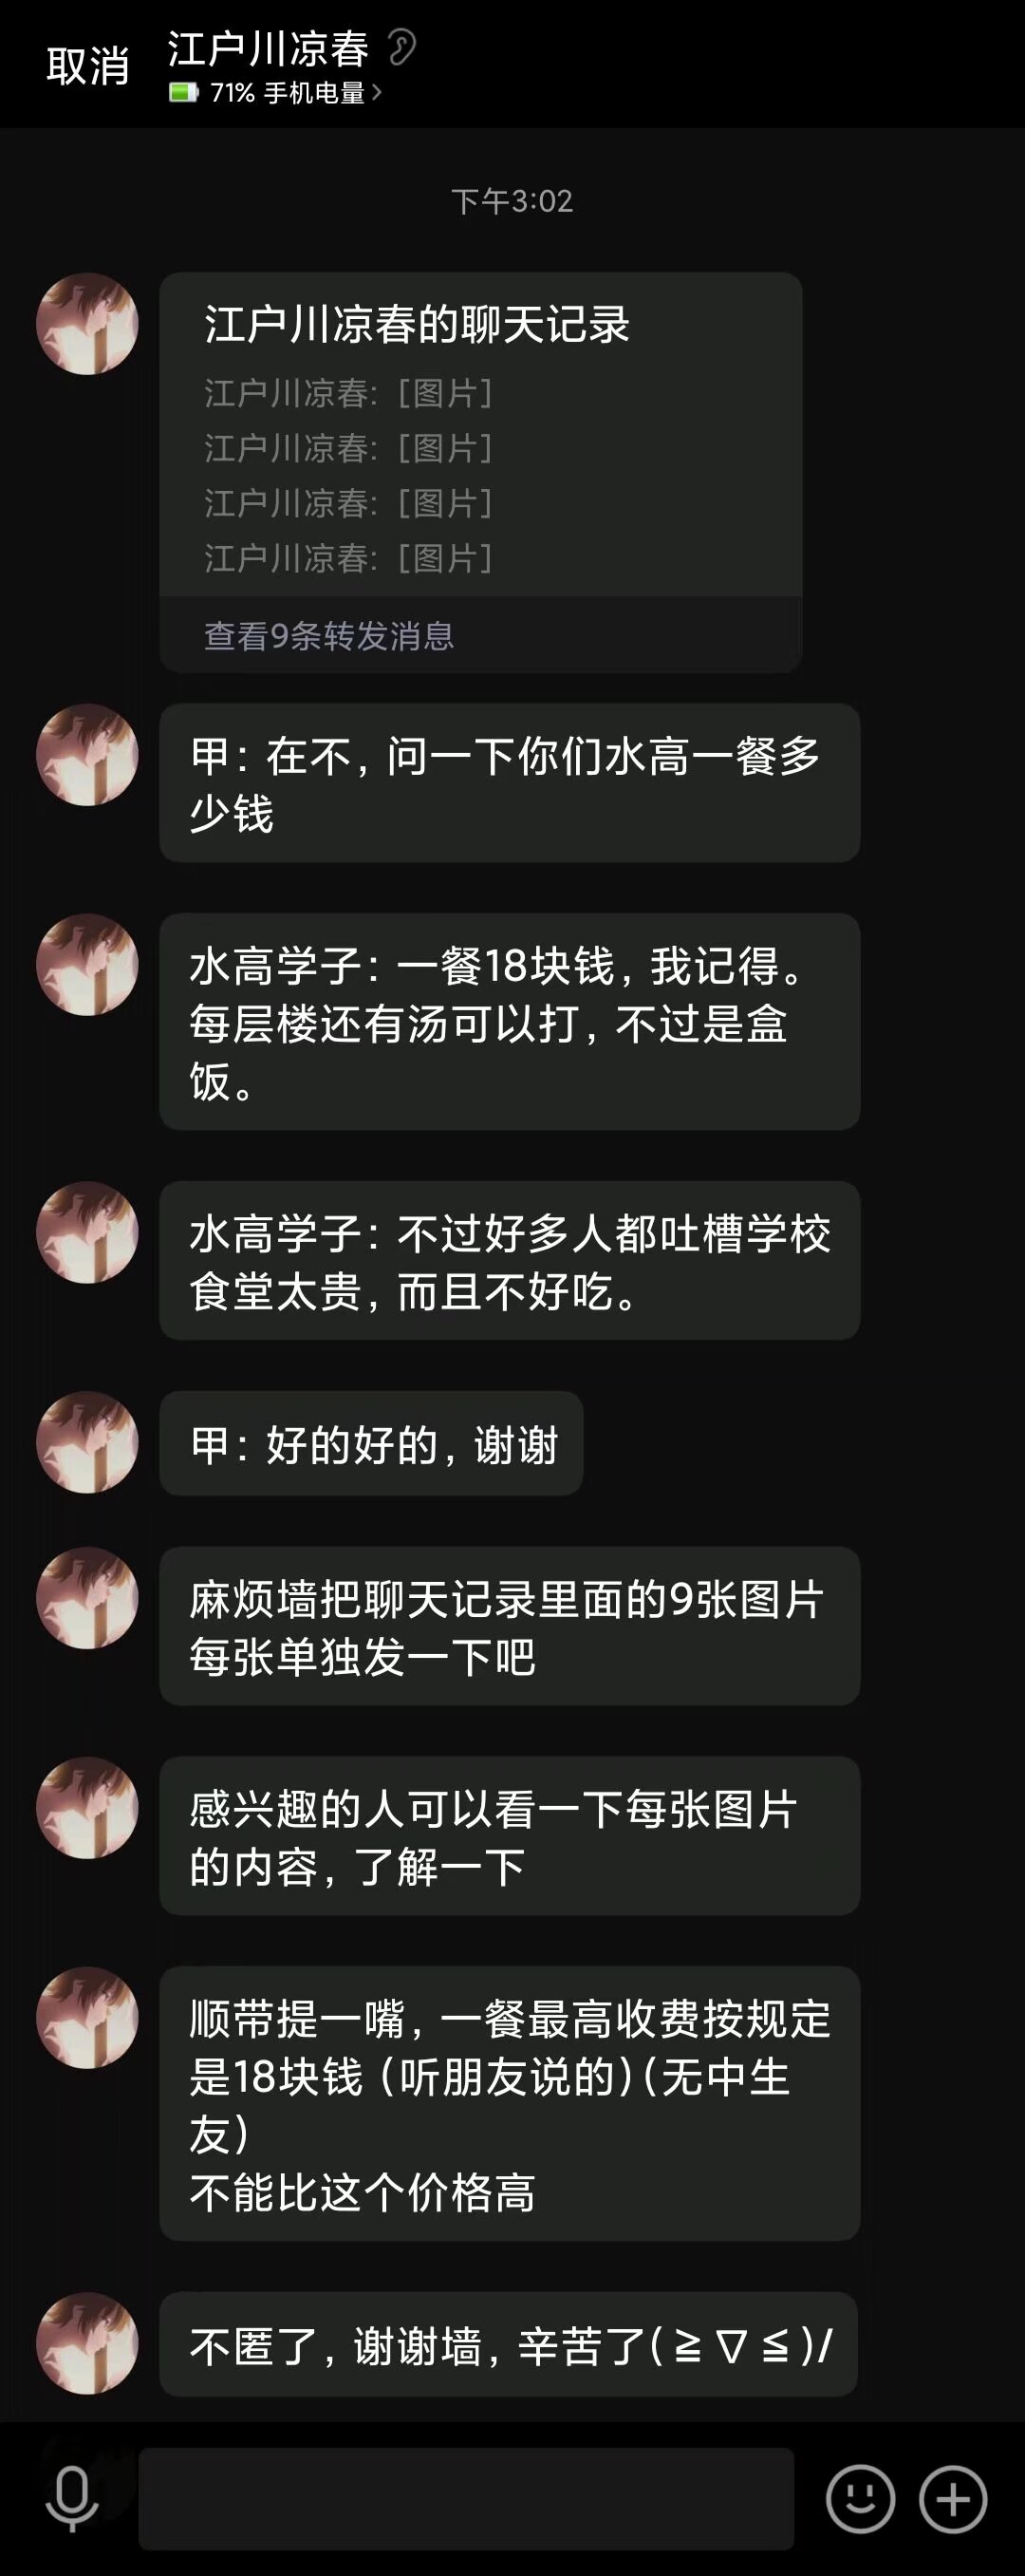 取消
江户川凉春
71% 手机电量
下午3:02
江户川凉春的聊天记录
江户川凉春: [图片]
江户川凉春: [图片]
江户川凉春: [图片]
江户川凉春: [图片]
查看9条转发消息
甲：在不，问一下你们水高一餐多
少钱
水高学子：一餐18块钱，我记得。
每层楼还有汤可以打，不过是盒
饭。
水高学子：不过好多人都吐槽学校
食堂太贵，而且不好吃。
甲：好的好的，谢谢
麻烦墙把聊天记录里面的9张图片
每张单独发一下吧
感兴趣的人可以看一下每张图片
的内容，了解一下
顺带提一嘴，一餐最高收费按规定
是18块钱（听朋友说的）（无中生
友）
不能比这个价格高
不匿了，谢谢墙，辛苦了(≧∇≦)/